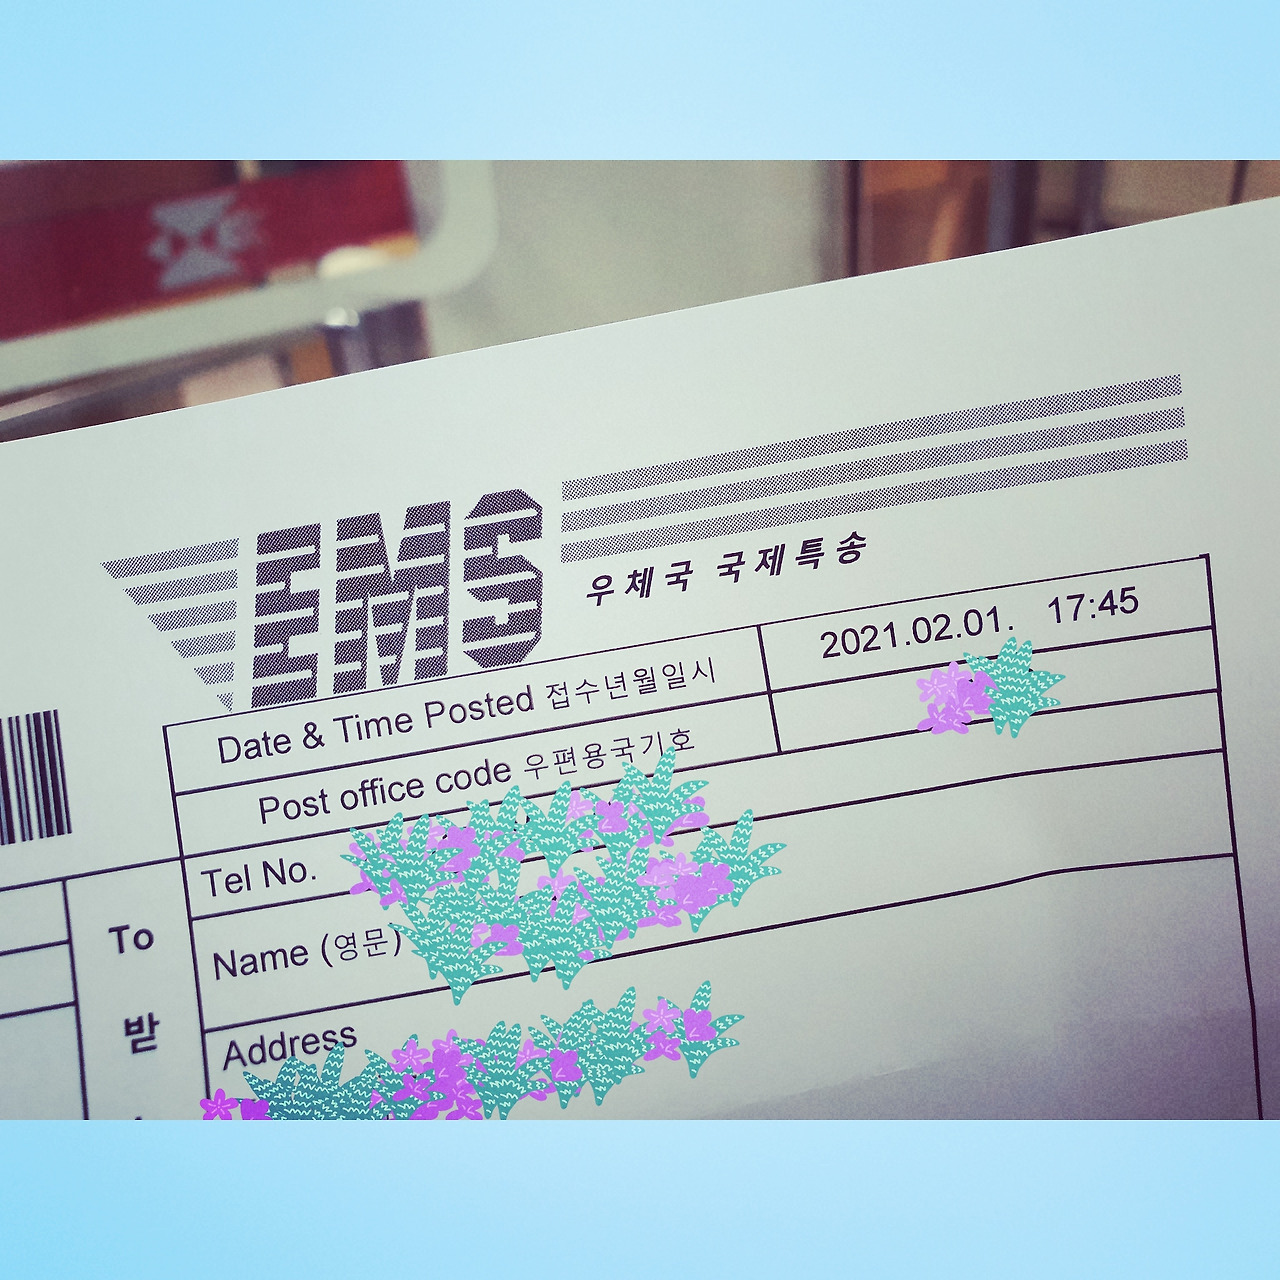 EMS
우체국 국제특송
Date & Time Posted 접수년월일시 2021.02.01. 17:45
Post office code 우편용국기호
Tel No.
To
Name (영문)
받
Address